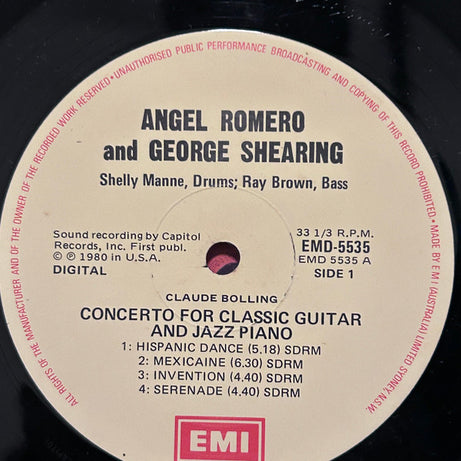 ALL RIGHTS OF THE MANUFACTURER AND OF THE OWNER OF THE RECORDED WORK RESERVED • UNAUTHORISED PUBLIC PERFORMANCE BROADCASTING AND COPYING OF THIS RECORD PROHIBITED • MADE BY E M I (AUSTRALIA) LIMITED SYDNEY, N.S.W.
ANGEL ROMERO
and GEORGE SHEARING
Shelly Manne, Drums; Ray Brown, Bass
Sound recording by Capitol
Records, Inc. First publ.
© ℗ 1980 in U.S.A.
DIGITAL
33 1/3 R.P.M.
EMD-5535
EMD 5535 A
SIDE 1
CLAUDE BOLLING
CONCERTO FOR CLASSIC GUITAR
AND JAZZ PIANO
1: HISPANIC DANCE (5.18) SDRM
2: MEXICAINE (6.30) SDRM
3: INVENTION (4.40) SDRM
4: SERENADE (4.40) SDRM
EMI